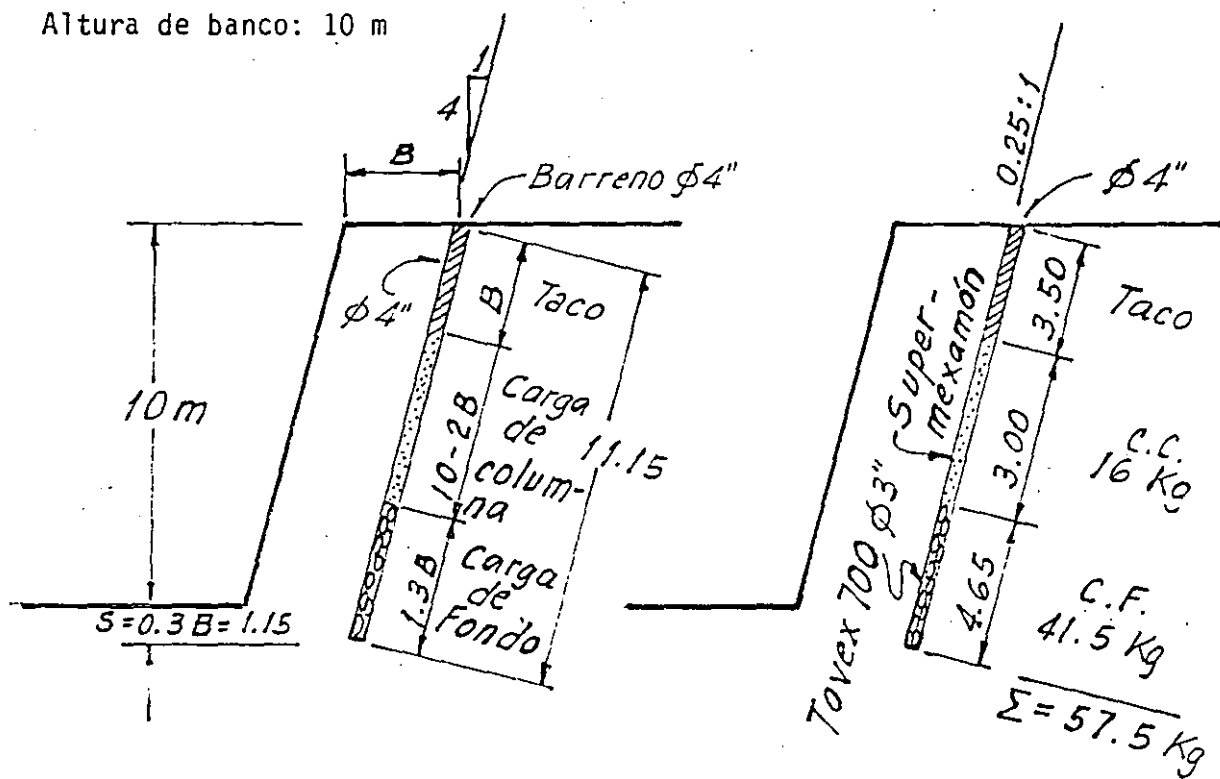 Altura de banco: 10 m
1
4
B
Barreno φ4"
φ4"
B
Taco
10 m
10-2B
Carga
de
colum-
na
11.15
1.3B
Carga
de
Fondo
S=0.3B=1.15
0.25:1
φ4"
3.50
Taco
Super-
mexamón
3.00
C.C.
16 Kg
Tovex 700 φ3"
4.65
C.F.
41.5 Kg
Σ=57.5 Kg